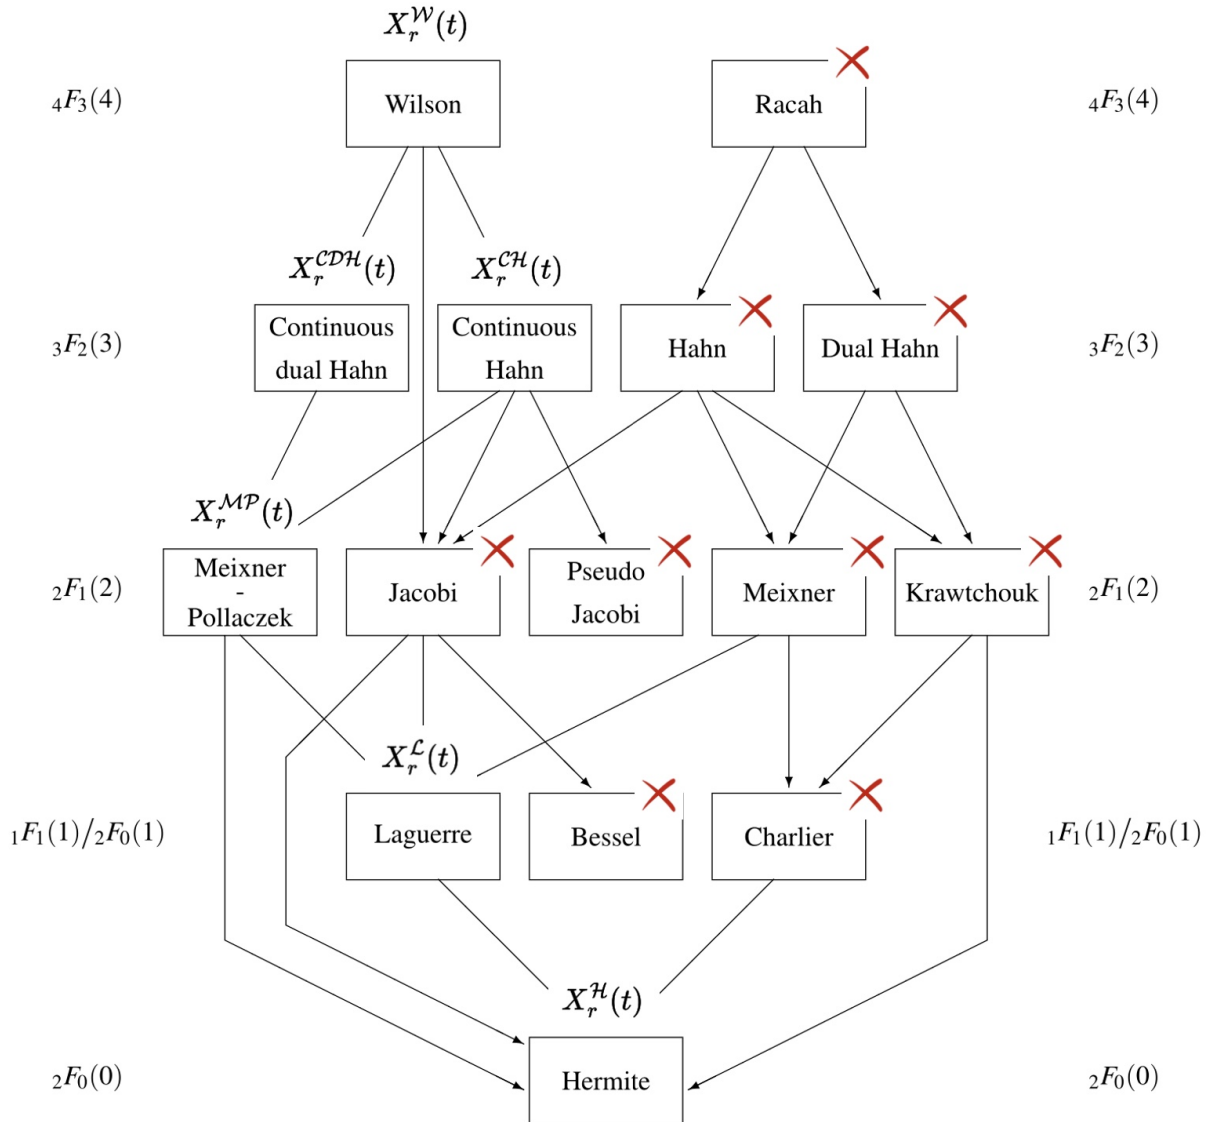 X_r^𝒲(t)
₄F₃(4) Wilson Racah ₄F₃(4)
X_r^𝒞𝒟ℋ(t) X_r^𝒞ℋ(t)
Continuous Continuous
₃F₂(3) Hahn Dual Hahn ₃F₂(3)
dual Hahn Hahn
X_r^ℳ𝒫(t)
Meixner Pseudo
₂F₁(2) - Jacobi Meixner Krawtchouk ₂F₁(2)
Pollaczek Jacobi
X_r^ℒ(t)
₁F₁(1)/₂F₀(1) Laguerre Bessel Charlier ₁F₁(1)/₂F₀(1)
X_r^ℋ(t)
₂F₀(0) Hermite ₂F₀(0)